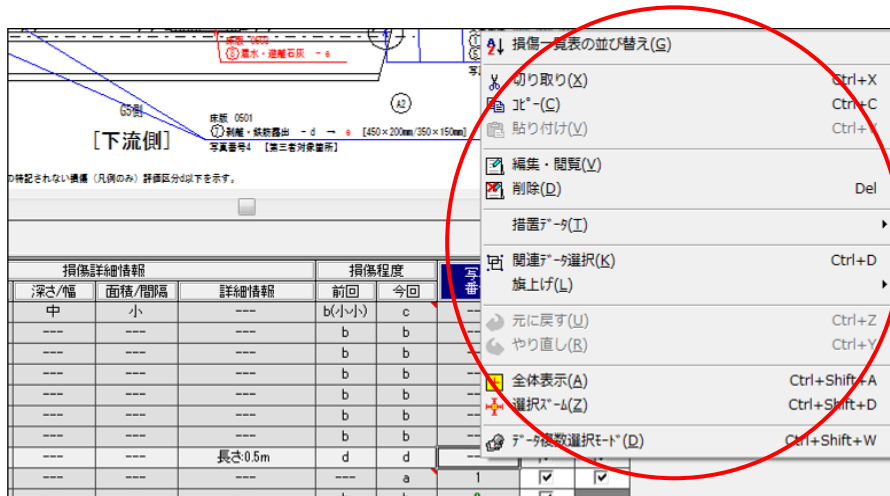 床版 0603
⑧漏水・遊離石灰 - e
G5側
[下流側]
A2
床版 0501
⑦剥離・鉄筋露出 - d → e [450×200mm/350×150mm]
写真番号4 【第三者対象箇所】
の特記されない損傷(凡例のみ)評価区分d以下を示す。
損傷詳細情報 損傷程度
深さ/幅 面積/間隔 詳細情報 前回 今回
中 小 --- b(小小) c
--- --- --- b b
--- --- --- b b
--- --- --- b b
--- --- --- b b
--- --- --- b b
--- --- --- b b
--- --- 長さ:0.5m d d
--- --- --- --- a 1
損傷一覧表の並び替え(G)
切り取り(X) Ctrl+X
コピー(C) Ctrl+C
貼り付け(V) Ctrl+V
編集・閲覧(V)
削除(D) Del
措置データ(T)
関連データ選択(K) Ctrl+D
旗上げ(L)
元に戻す(U) Ctrl+Z
やり直し(R) Ctrl+Y
全体表示(A) Ctrl+Shift+A
選択ズーム(Z) Ctrl+Shift+D
データ複数選択モード(D) Ctrl+Shift+W